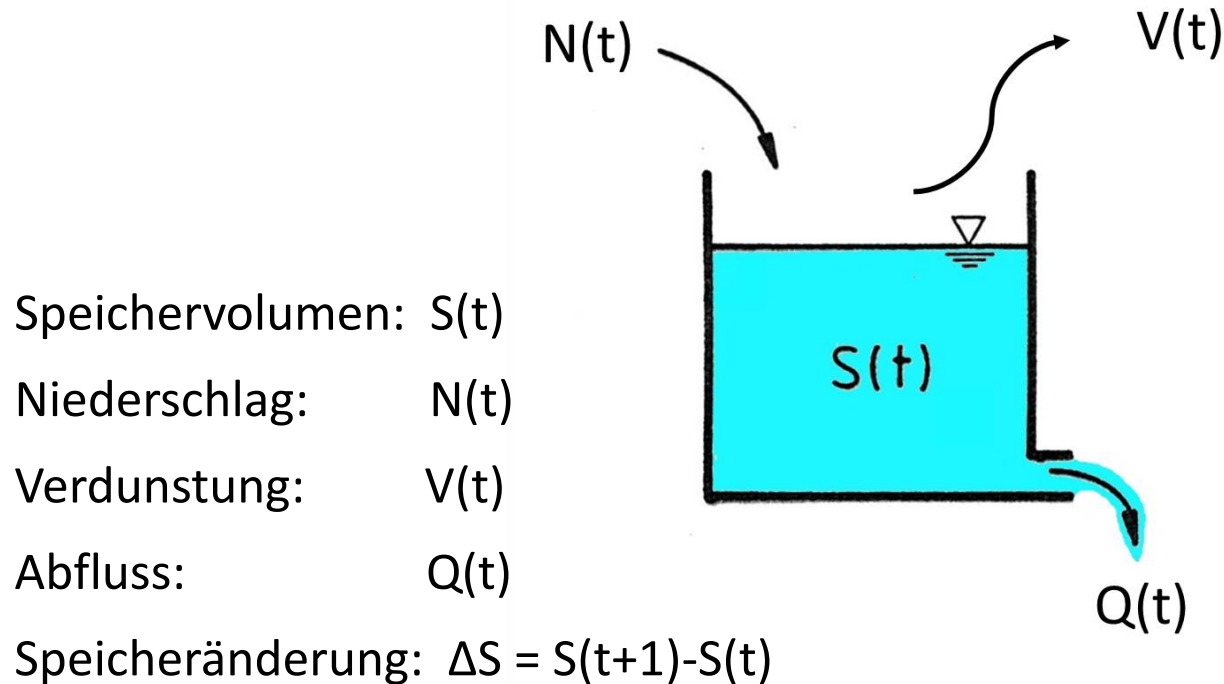 N(t)
V(t)
Speichervolumen: S(t)
S(t)
Niederschlag: N(t)
Verdunstung: V(t)
Abfluss: Q(t)
Q(t)
Speicheränderung: ΔS = S(t+1)-S(t)